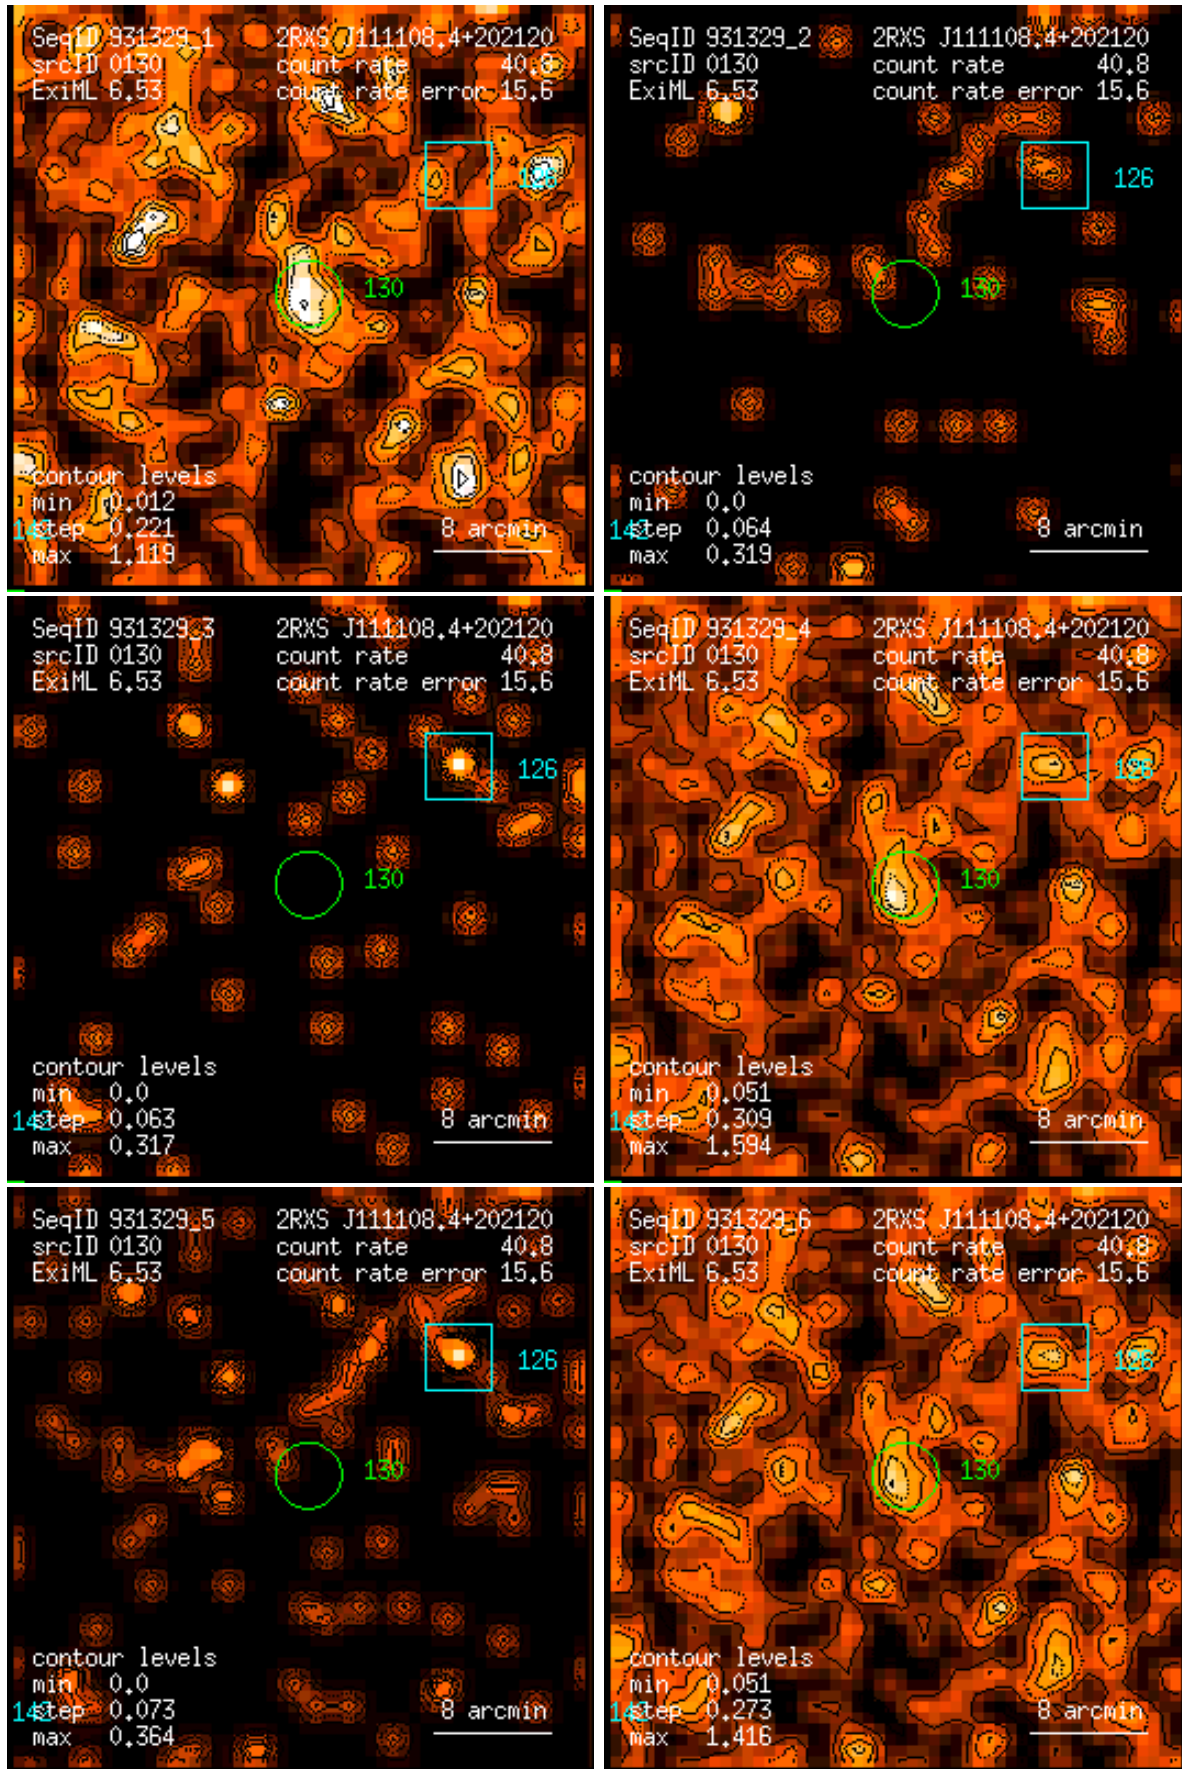 SeqID 931329_1 2RXS J111108.4+202120
srcID 0130 count rate 40.8
ExiML 6.53 count rate error 15.6
126
130
contour levels
min 0.012
142
step 0.221
max 1.119
8 arcmin
SeqID 931329_2 2RXS J111108.4+202120
srcID 0130 count rate 40.8
ExiML 6.53 count rate error 15.6
126
130
contour levels
min 0.0
142
step 0.064
max 0.319
8 arcmin
SeqID 931329_3 2RXS J111108.4+202120
srcID 0130 count rate 40.8
ExiML 6.53 count rate error 15.6
126
130
contour levels
min 0.0
142
step 0.063
max 0.317
8 arcmin
SeqID 931329_4 2RXS J111108.4+202120
srcID 0130 count rate 40.8
ExiML 6.53 count rate error 15.6
126
130
contour levels
min 0.051
142
step 0.309
max 1.594
8 arcmin
SeqID 931329_5 2RXS J111108.4+202120
srcID 0130 count rate 40.8
ExiML 6.53 count rate error 15.6
126
130
contour levels
min 0.0
142
step 0.073
max 0.364
8 arcmin
SeqID 931329_6 2RXS J111108.4+202120
srcID 0130 count rate 40.8
ExiML 6.53 count rate error 15.6
126
130
contour levels
min 0.051
142
step 0.273
max 1.416
8 arcmin